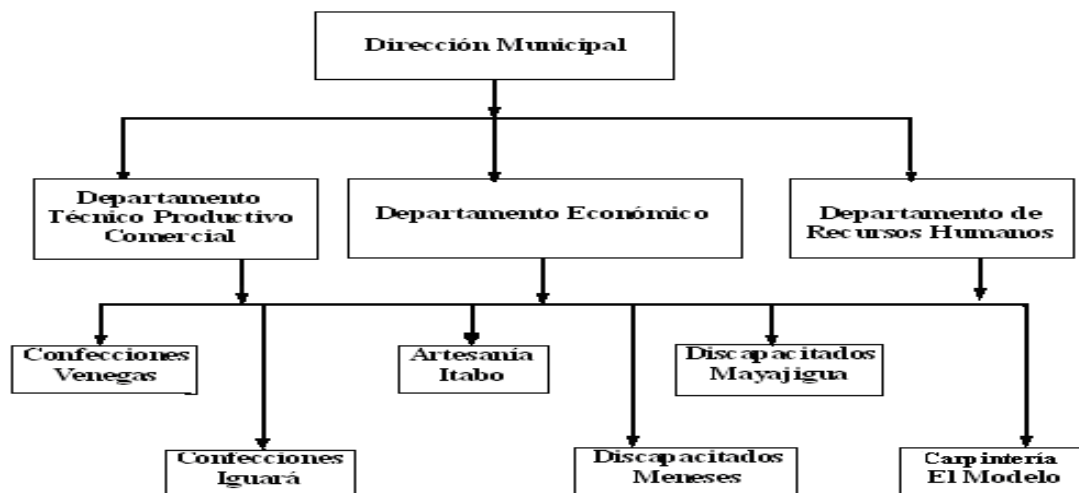 Dirección Municipal
Departamento
Técnico Productivo
Comercial
Departamento Económico
Departamento de
Recursos Humanos
Confecciones
Venegas
Artesanía
Itabo
Discapacitados
Mayajigua
Confecciones
Iguará
Discapacitados
Meneses
Carpintería
El Modelo